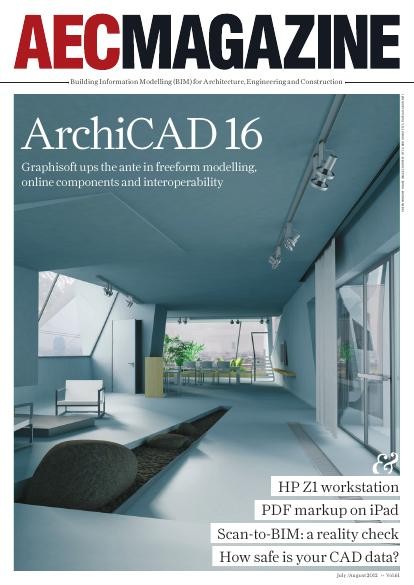 AECMAGAZINE
Building Information Modelling (BIM) for Architecture, Engineering and Construction
ArchiCAD 16
Graphisoft ups the ante in freeform modelling,
online components and interoperability
&
HP Z1 workstation
PDF markup on iPad
Scan-to-BIM: a reality check
How safe is your CAD data?
July /August 2012 >> Vol.61